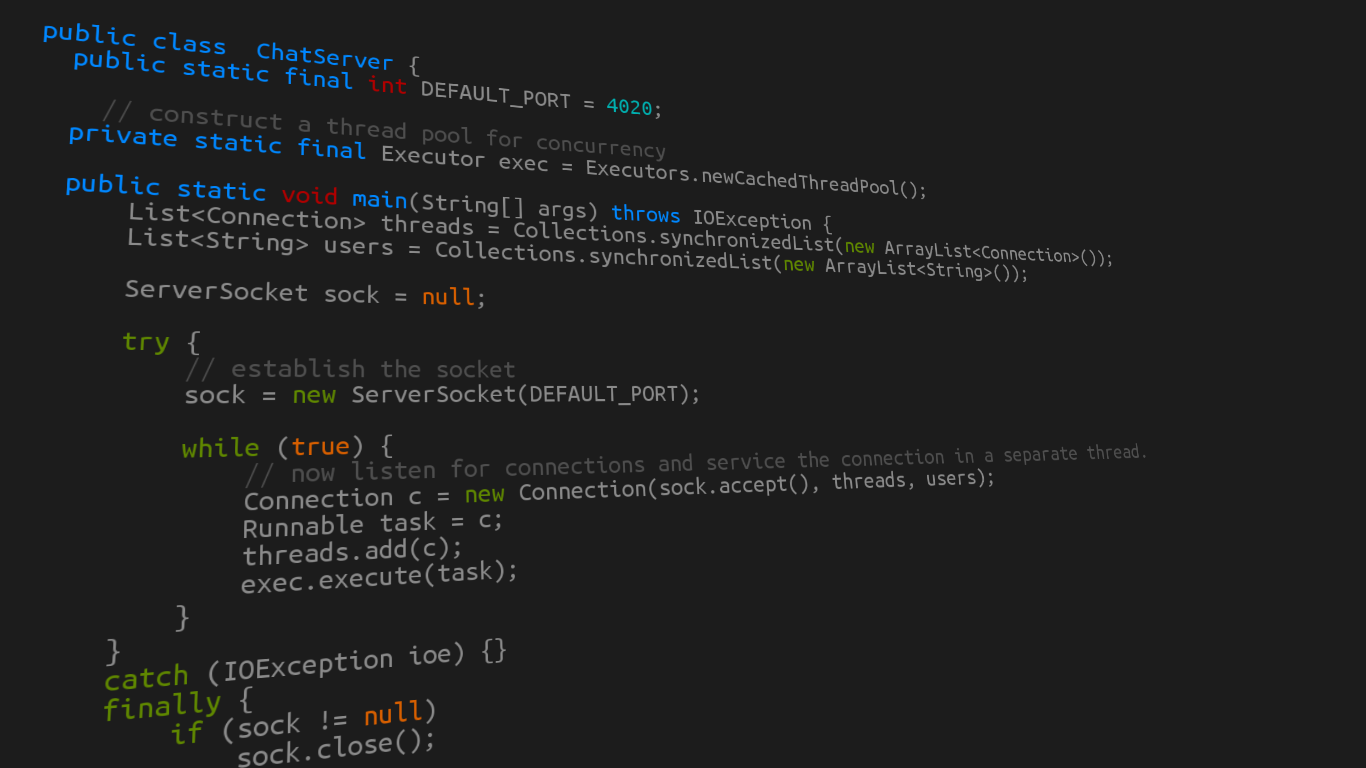 public class  ChatServer {
public static final int DEFAULT_PORT = 4020;
// construct a thread pool for concurrency
private static final Executor exec = Executors.newCachedThreadPool();
public static void main(String[] args) throws IOException {
List<Connection> threads = Collections.synchronizedList(new ArrayList<Connection>());
List<String> users = Collections.synchronizedList(new ArrayList<String>());
ServerSocket sock = null;
try {
// establish the socket
sock = new ServerSocket(DEFAULT_PORT);
while (true) {
// now listen for connections and service the connection in a separate thread.
Connection c = new Connection(sock.accept(), threads, users);
Runnable task = c;
threads.add(c);
exec.execute(task);
}
}
catch (IOException ioe) {}
finally {
if (sock != null)
sock.close();